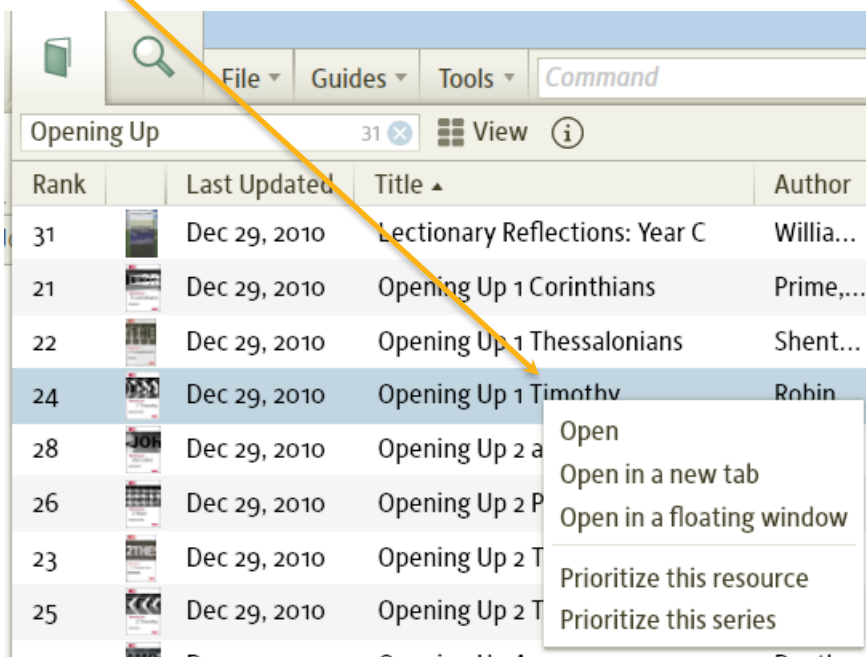 File Guides Tools Command
Opening Up 31 View
Rank Last Updated Title Author
31 Dec 29, 2010 Lectionary Reflections: Year C Willia...
21 Dec 29, 2010 Opening Up 1 Corinthians Prime,...
22 Dec 29, 2010 Opening Up 1 Thessalonians Shent...
24 Dec 29, 2010 Opening Up 1 Timothy Robin
28 Dec 29, 2010 Opening Up 2 a
Open
26 Dec 29, 2010 Opening Up 2 P
Open in a new tab
Open in a floating window
23 Dec 29, 2010 Opening Up 2 T
Prioritize this resource
25 Dec 29, 2010 Opening Up 2 T
Prioritize this series